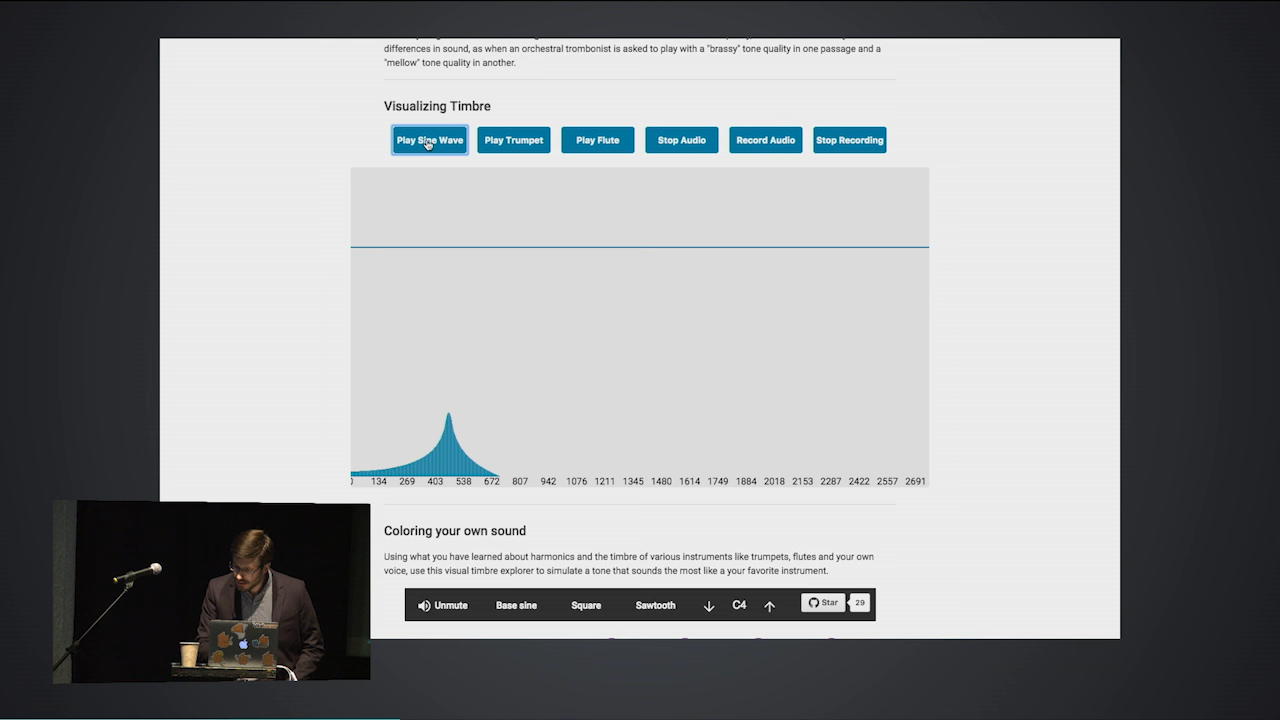 differences in sound, as when an orchestral trombonist is asked to play with a "brassy" tone quality in one passage and a
"mellow" tone quality in another.
Visualizing Timbre
Play Sine Wave Play Trumpet Play Flute Stop Audio Record Audio Stop Recording
134 269 403 538 672 807 942 1076 1211 1345 1480 1614 1749 1884 2018 2153 2287 2422 2557 2691
Coloring your own sound
Using what you have learned about harmonics and the timbre of various instruments like trumpets, flutes and your own
voice, use this visual timbre explorer to simulate a tone that sounds the most like a your favorite instrument.
Unmute Base sine Square Sawtooth C4 Star 29